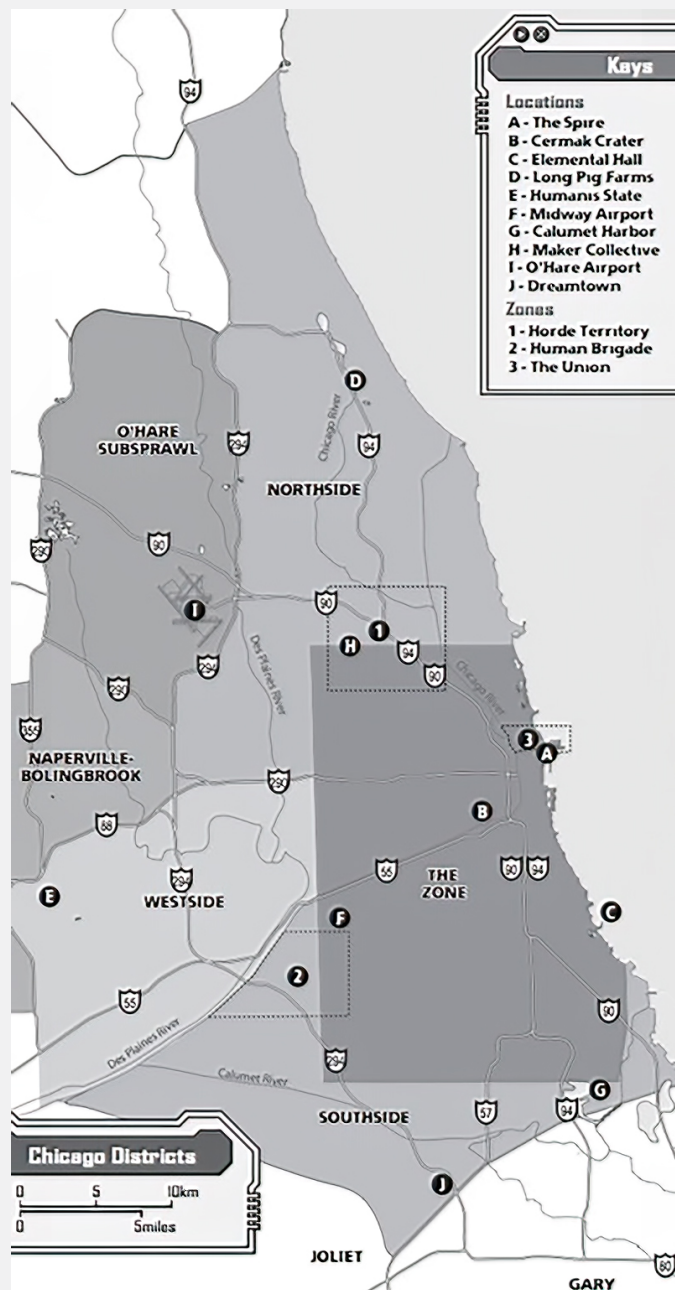 Keys
Locations
A - The Spire
B - Cermak Crater
C - Elemental Hall
D - Long Pig Farms
E - Humanis State
F - Midway Airport
G - Calumet Harbor
H - Maker Collective
I - O'Hare Airport
J - Dreamtown
Zones
1 - Horde Territory
2 - Human Brigade
3 - The Union
94
D
Chicago River
O'HARE
SUBSPRAWL
294
94
NORTHSIDE
290
90
I
90
1
H
94
90
294
Des Plaines River
Chicago River
290
355
3
A
NAPERVILLE-
BOLINGBROOK
290
88
B
55
90
94
THE
ZONE
294
E
WESTSIDE
F
C
2
55
90
Des Plaines River
294
Calumet River
G
57
94
SOUTHSIDE
J
Chicago Districts
0 5 10km
0 5miles
JOLIET
80
GARY